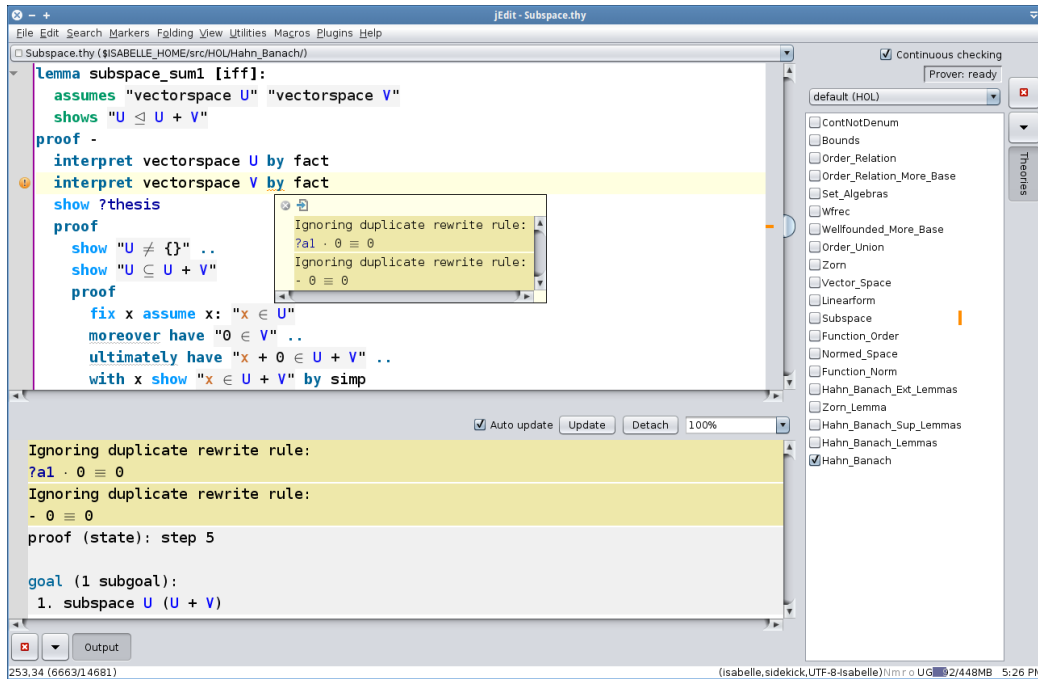 jEdit - Subspace.thy
File Edit Search Markers Folding View Utilities Macros Plugins Help
Subspace.thy ($ISABELLE_HOME/src/HOL/Hahn_Banach/)
lemma subspace_sum1 [iff]:
assumes "vectorspace U" "vectorspace V"
shows "U ⊴ U + V"
proof -
interpret vectorspace U by fact
interpret vectorspace V by fact
show ?thesis
proof
show "U ≠ {}" ..
show "U ⊆ U + V"
proof
fix x assume x: "x ∈ U"
moreover have "0 ∈ V" ..
ultimately have "x + 0 ∈ U + V" ..
with x show "x ∈ U + V" by simp
Ignoring duplicate rewrite rule:
?a1 · 0 ≡ 0
Ignoring duplicate rewrite rule:
- 0 ≡ 0
Auto update Update Detach 100%
Ignoring duplicate rewrite rule:
?a1 · 0 ≡ 0
Ignoring duplicate rewrite rule:
- 0 ≡ 0
proof (state): step 5
goal (1 subgoal):
1. subspace U (U + V)
Output
Continuous checking
Prover: ready
default (HOL)
ContNotDenum
Bounds
Order_Relation
Order_Relation_More_Base
Set_Algebras
Wfrec
Wellfounded_More_Base
Order_Union
Zorn
Vector_Space
Linearform
Subspace
Function_Order
Normed_Space
Function_Norm
Hahn_Banach_Ext_Lemmas
Zorn_Lemma
Hahn_Banach_Sup_Lemmas
Hahn_Banach_Lemmas
Hahn_Banach
Theories
253,34 (6663/14681)
(isabelle,sidekick,UTF-8-Isabelle)Nmro UG 92/448MB 5:26 PM